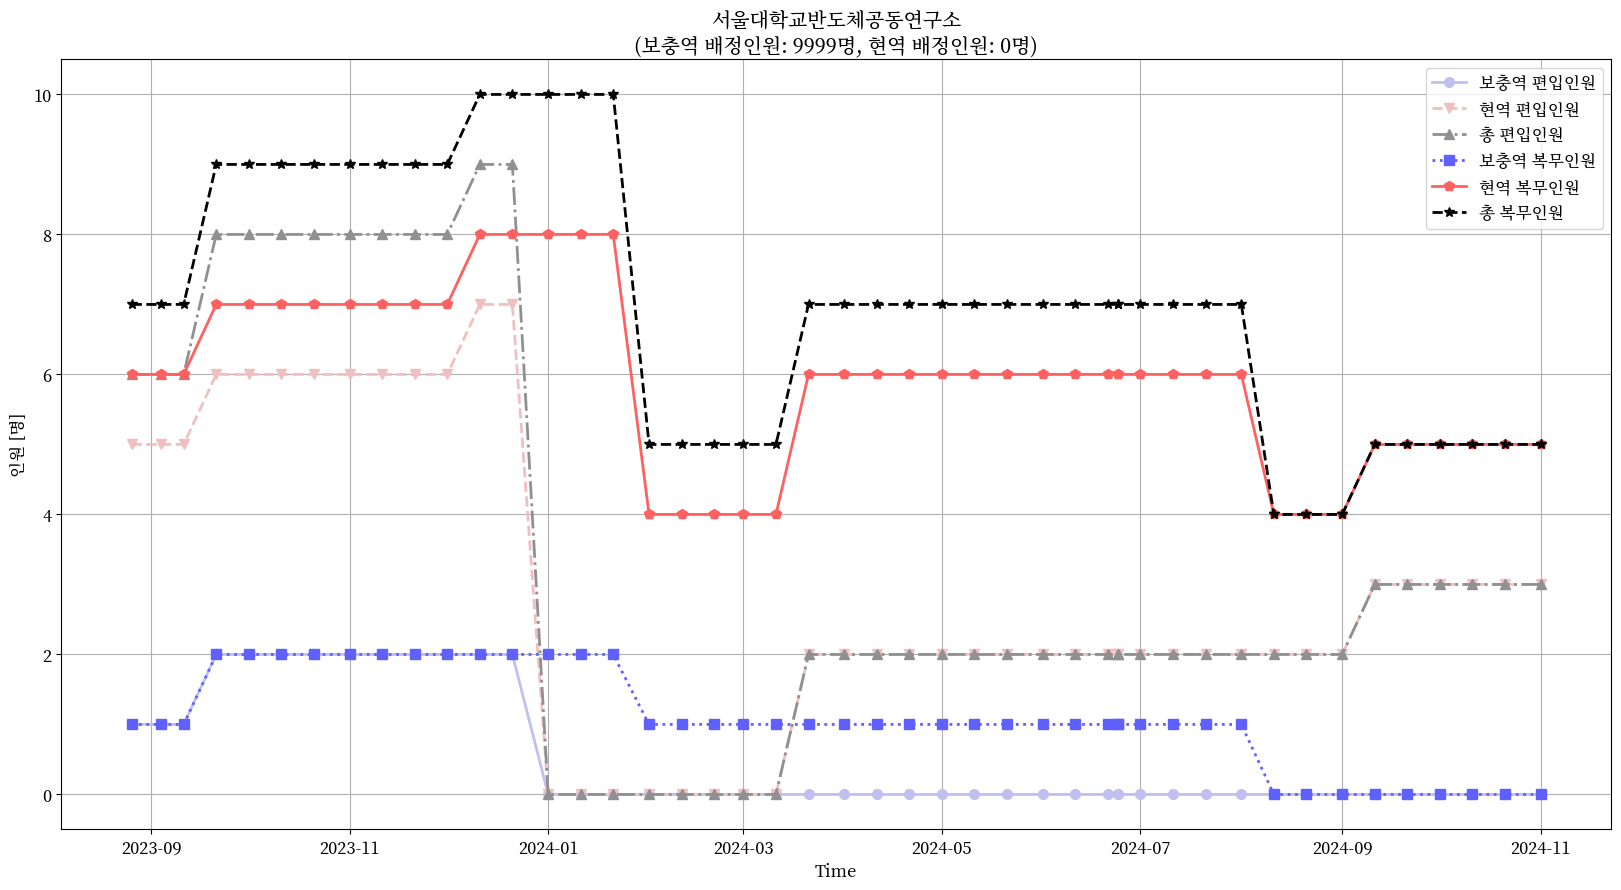 서울대학교반도체공동연구소
(보충역 배정인원: 9999명, 현역 배정인원: 0명)
보충역 편입인원
현역 편입인원
총 편입인원
보충역 복무인원
현역 복무인원
총 복무인원
인원 [명]
10
8
6
4
2
0
2023-09
2023-11
2024-01
2024-03
2024-05
2024-07
2024-09
2024-11
Time